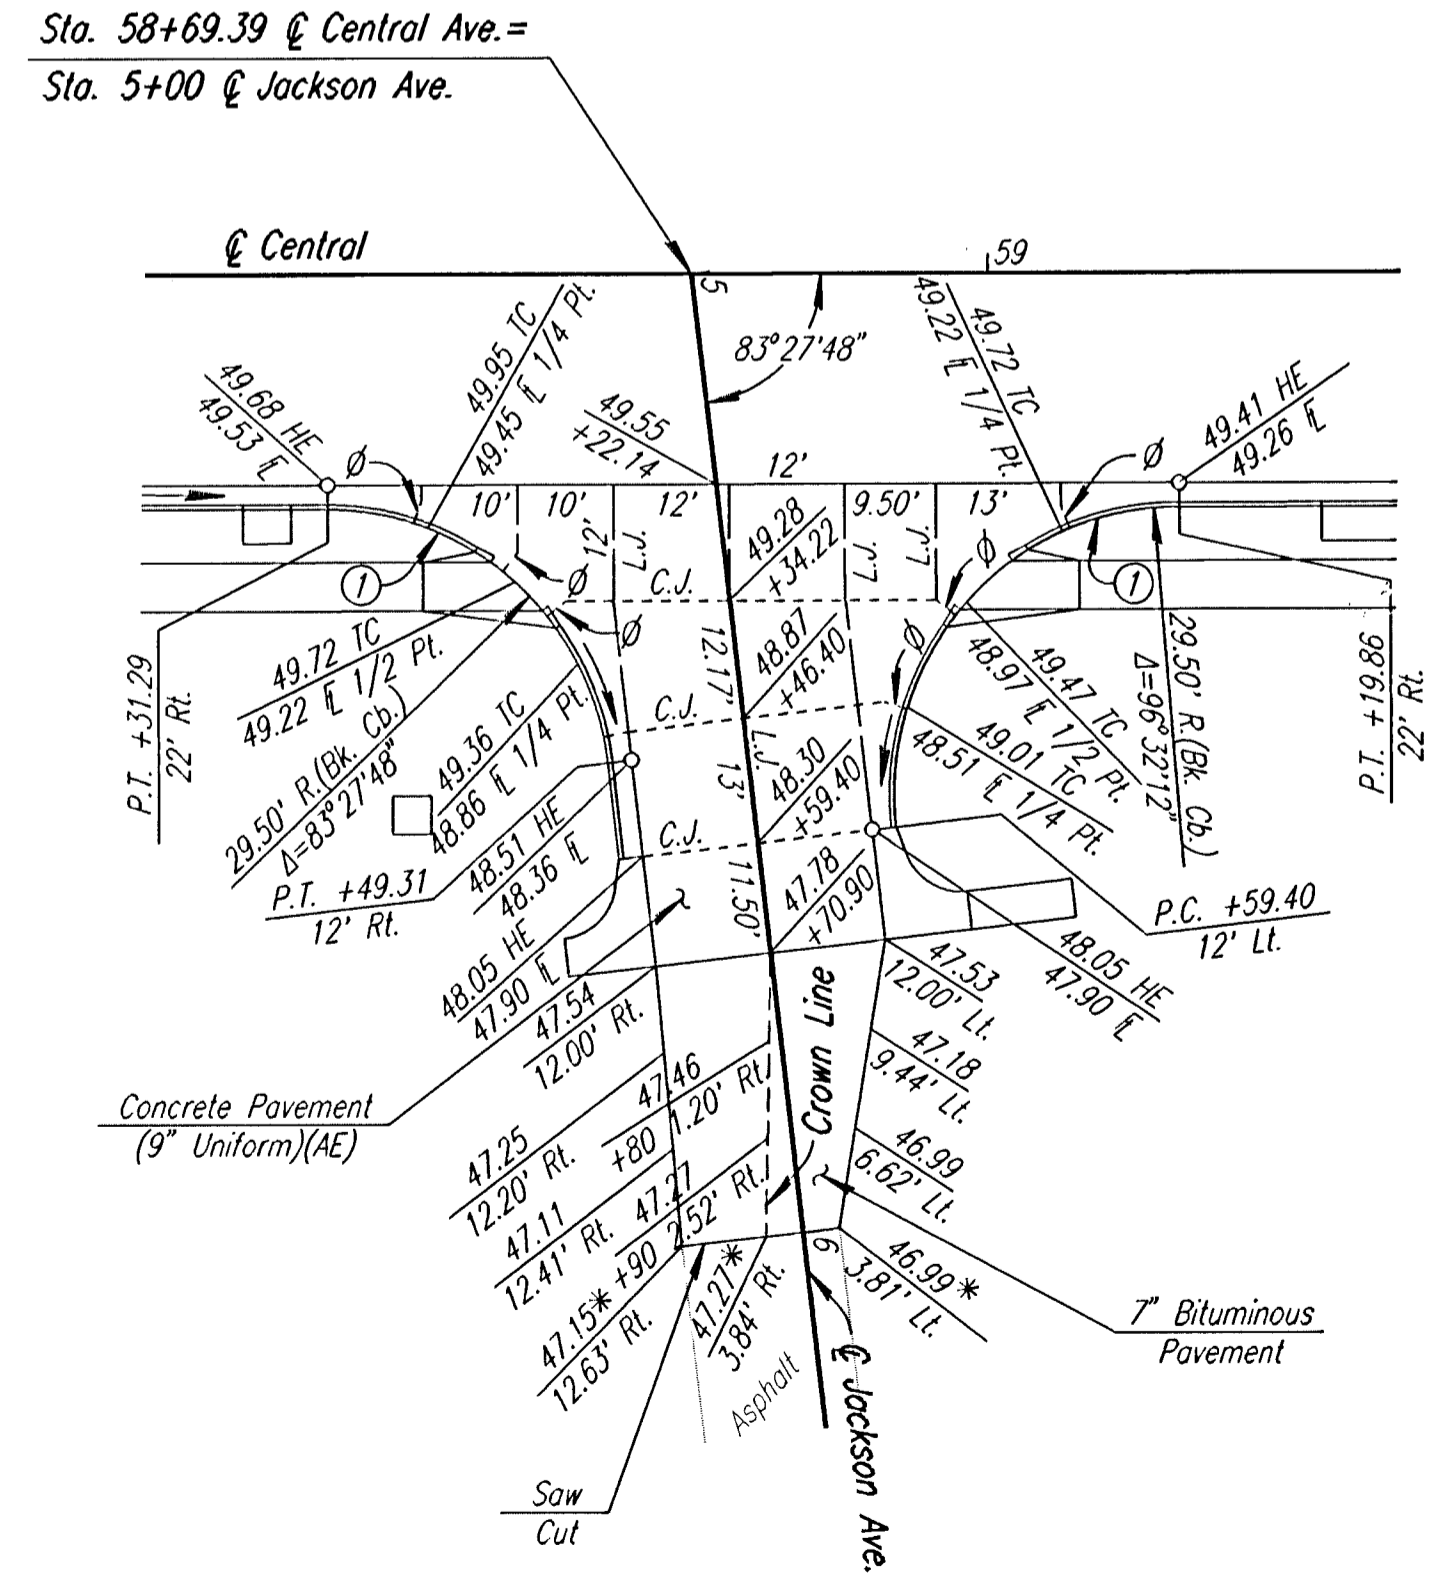 Sta. 58+69.39 ℄ Central Ave.=
Sta. 5+00 ℄ Jackson Ave.
℄ Central
59
5
83°27'48"
49.68 HE
49.53 ℄
49.95 TC
49.45 ℄ 1/4 Pt.
49.55
+22.14
49.72 TC
49.22 ℄ 1/4 Pt.
49.41 HE
49.26 ℄
Ø
Ø
12'
10'
10'
12'
9.50'
13'
12'
L.J.
L.J.
L.J.
49.28
+34.22
Ø
Ø
1
1
C.J.
Ø
Ø
49.72 TC
49.22 ℄ 1/2 Pt.
29.50' R.(Bk. Cb.)
Δ=83°27'48"
P.T. +31.29
22' Rt.
12.17'
48.87
+46.40
49.47 TC
48.97 ℄ 1/2 Pt.
29.50' R.(Bk. Cb.)
Δ=96°32'12"
P.T. +19.86
22' Rt.
49.36 TC
48.86 ℄ 1/4 Pt.
C.J.
L.J.
13'
48.30
+59.40
49.01 TC
48.51 ℄ 1/4 Pt.
48.51 HE
48.36 ℄
P.T. +49.31
12' Rt.
C.J.
11.50'
47.78
+70.90
P.C. +59.40
12' Lt.
48.05 HE
47.90 ℄
48.05 HE
47.90 ℄
47.54
12.00' Rt.
47.53
12.00' Lt.
Crown Line
Concrete Pavement
(9" Uniform)(AE)
47.46
+80 1.20' Rt.
47.18
9.44' Lt.
47.25
12.20' Rt.
47.27
+90 2.52' Rt.
46.99
6.62' Lt.
47.11
12.41' Rt.
47.15*
12.63' Rt.
47.27*
3.84' Rt.
6
46.99*
3.81' Lt.
7" Bituminous
Pavement
Asphalt
℄ Jackson Ave.
Saw
Cut